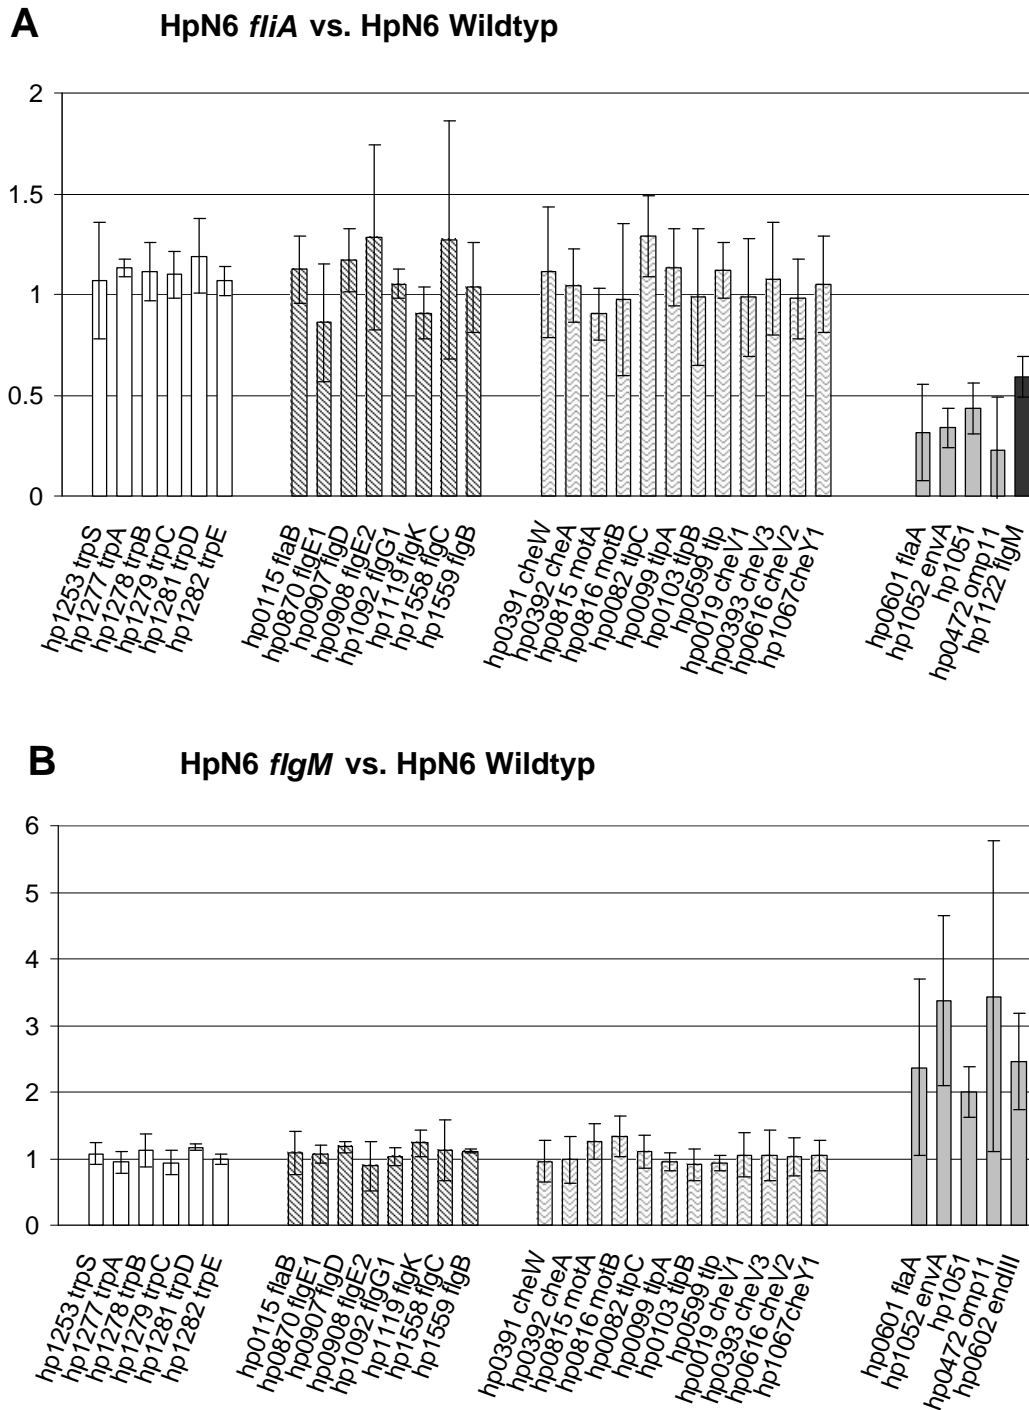 A
HpN6 fliA vs. HpN6 Wildtyp
2
1.5
1
0.5
0
hp1253 trpS
hp1277 trpA
hp1278 trpB
hp1279 trpC
hp1281 trpD
hp1282 trpE
hp0115 flaB
hp0870 flgE1
hp0907 flgD
hp0908 flgE2
hp1092 flgG1
hp1119 flgK
hp1558 flgC
hp1559 flgB
hp0391 cheW
hp0392 cheA
hp0815 motA
hp0816 motB
hp0082 tlpC
hp0099 tlpA
hp0103 tlpB
hp0599 tlp
hp0019 cheV1
hp0393 cheV3
hp0616 cheV2
hp1067cheY1
hp0601 flaA
hp1052 envA
hp1051
hp0472 omp11
hp1122 flgM
B
HpN6 flgM vs. HpN6 Wildtyp
6
5
4
3
2
1
0
hp1253 trpS
hp1277 trpA
hp1278 trpB
hp1279 trpC
hp1281 trpD
hp1282 trpE
hp0115 flaB
hp0870 flgE1
hp0907 flgD
hp0908 flgE2
hp1092 flgG1
hp1119 flgK
hp1558 flgC
hp1559 flgB
hp0391 cheW
hp0392 cheA
hp0815 motA
hp0816 motB
hp0082 tlpC
hp0099 tlpA
hp0103 tlpB
hp0599 tlp
hp0019 cheV1
hp0393 cheV3
hp0616 cheV2
hp1067cheY1
hp0601 flaA
hp1052 envA
hp1051
hp0472 omp11
hp0602 endIII